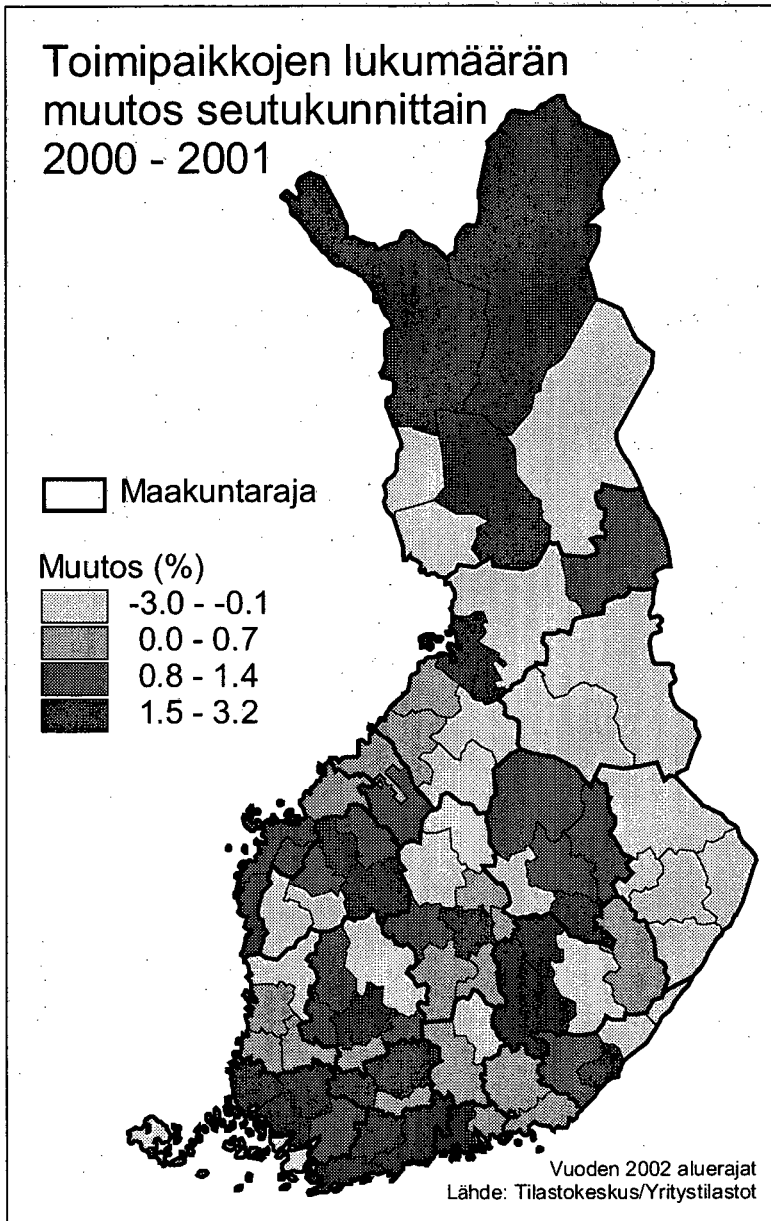 Toimipaikkojen lukumäärän
muutos seutukunnittain
2000 - 2001
Maakuntaraja
Muutos (%)
-3.0 - -0.1
0.0 - 0.7
0.8 - 1.4
1.5 - 3.2
Vuoden 2002 aluerajat
Lähde: Tilastokeskus/Yritystilastot